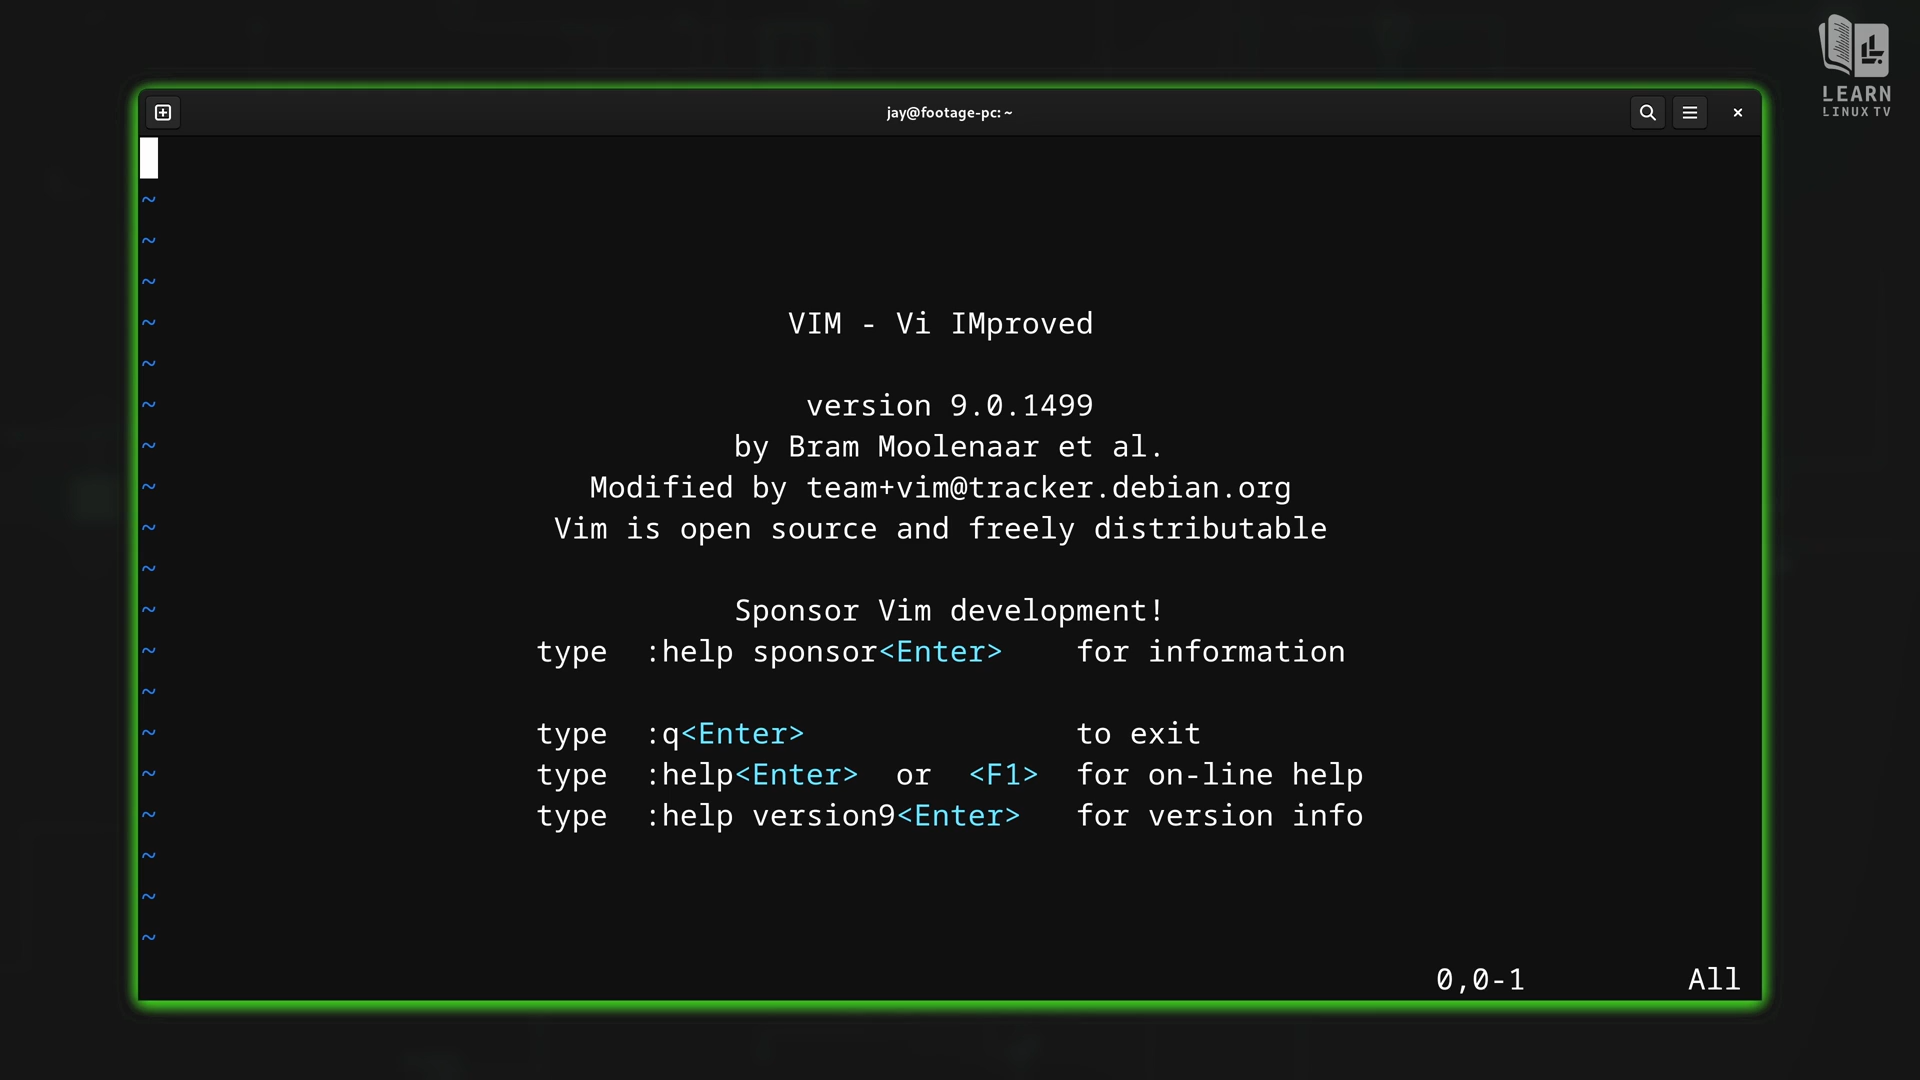 jay@footage-pc: ~
LEARN
LINUX TV
~
~
~
~
VIM - Vi IMproved
~
~
version 9.0.1499
~
by Bram Moolenaar et al.
~
Modified by team+vim@tracker.debian.org
~
Vim is open source and freely distributable
~
~
Sponsor Vim development!
~
type :help sponsor<Enter> for information
~
~
type :q<Enter> to exit
~
type :help<Enter> or <F1> for on-line help
~
type :help version9<Enter> for version info
~
~
~
0,0-1 All